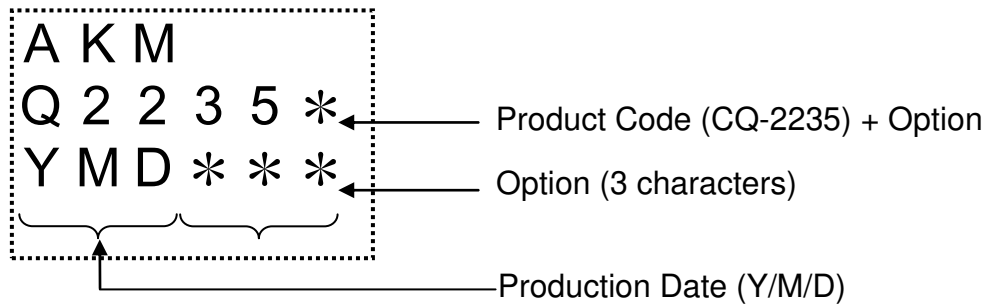 A K M
Q 2 2 3 5 * Product Code (CQ-2235) + Option
Y M D * * * Option (3 characters)
Production Date (Y/M/D)